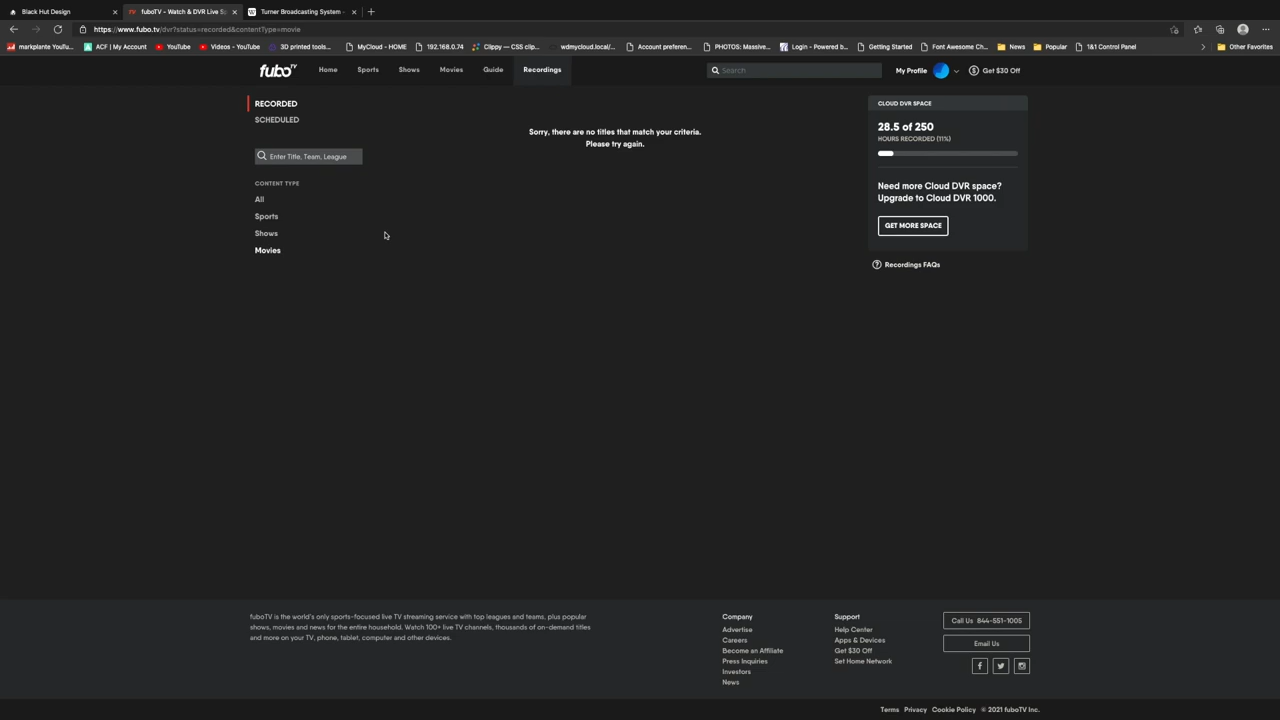 Black Hut Design
TV fuboTV - Watch & DVR Live S
W Turner Broadcasting System -
https://www.fubo.tv/dvr?status=recorded&contentType=movie
markplante YouTu...
ACF | My Account
YouTube
Videos - YouTube
3D printed tools...
MyCloud - HOME
192.168.0.74
Clippy — CSS clip...
wdmycloud.local/...
Account preferen...
PHOTOS: Massive...
Login - Powered b...
Getting Started
Font Awesome Ch...
News
Popular
1&1 Control Panel
Other Favorites
fuboTV
Home
Sports
Shows
Movies
Guide
Recordings
Search
My Profile
Get $30 Off
RECORDED
SCHEDULED
Enter Title, Team, League
CONTENT TYPE
All
Sports
Shows
Movies
Sorry, there are no titles that match your criteria.
Please try again.
CLOUD DVR SPACE
28.5 of 250
HOURS RECORDED (11%)
Need more Cloud DVR space?
Upgrade to Cloud DVR 1000.
GET MORE SPACE
Recordings FAQs
fuboTV is the world's only sports-focused live TV streaming service with top leagues and teams, plus popular
shows, movies and news for the entire household. Watch 100+ live TV channels, thousands of on-demand titles
and more on your TV, phone, tablet, computer and other devices.
Company
Advertise
Careers
Become an Affiliate
Press Inquiries
Investors
News
Support
Help Center
Apps & Devices
Get $30 Off
Set Home Network
Call Us 844-551-1005
Email Us
Terms Privacy Cookie Policy © 2021 fuboTV Inc.